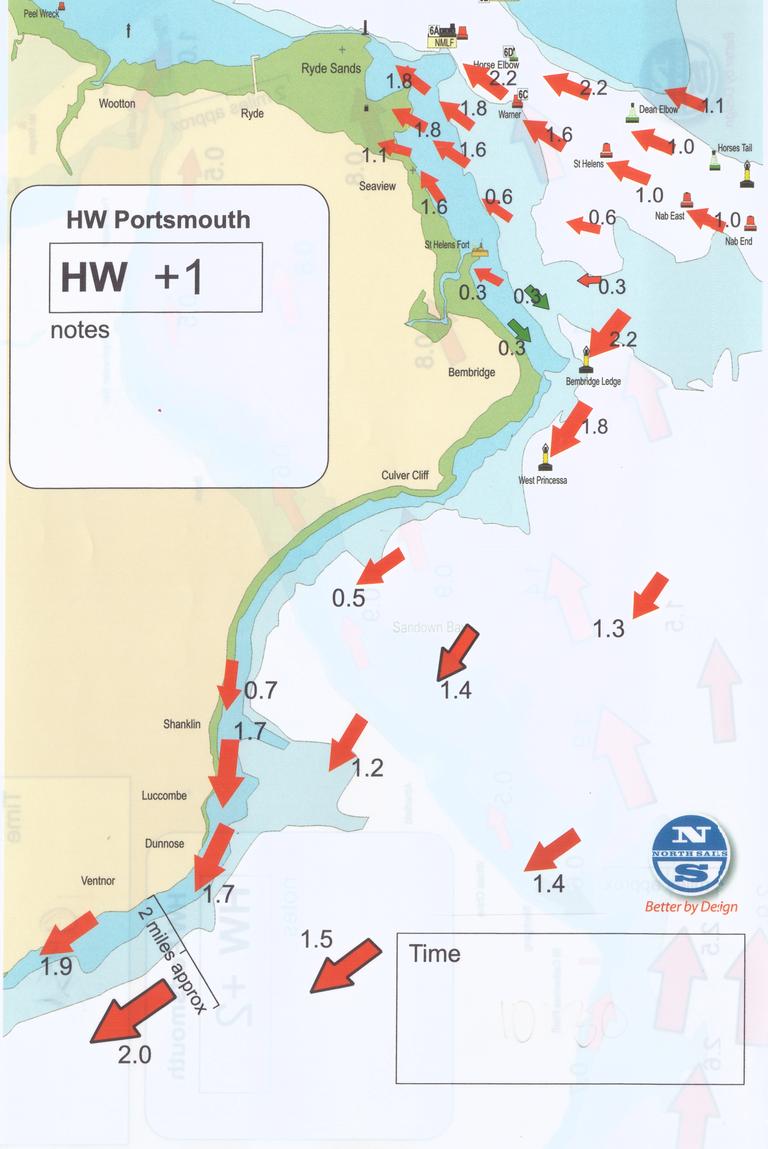 Peel Wreck
6A
NMLF
6D
Horse Elbow
Ryde Sands
1.8
2.2
2.2
6C
Wootton
Ryde
Warner
1.8
Dean Elbow
1.1
1.8
1.6
1.6
1.0
Horses Tail
1.1
St Helens
Seaview
1.0
1.6
0.6
0.6
Nab East
1.0
Nab End
HW Portsmouth
HW +1
notes
St Helens Fort
0.3
0.3
0.3
0.3
2.2
Bembridge
Bembridge Ledge
1.8
Culver Cliff
West Princessa
0.5
Sandown Bay
1.3
1.4
0.7
Shanklin
1.7
1.2
Luccombe
Dunnose
Ventnor
1.7
1.4
N
NORTH SAILS
S
Better by Design
2 miles approx
1.9
1.5
2.0
Time